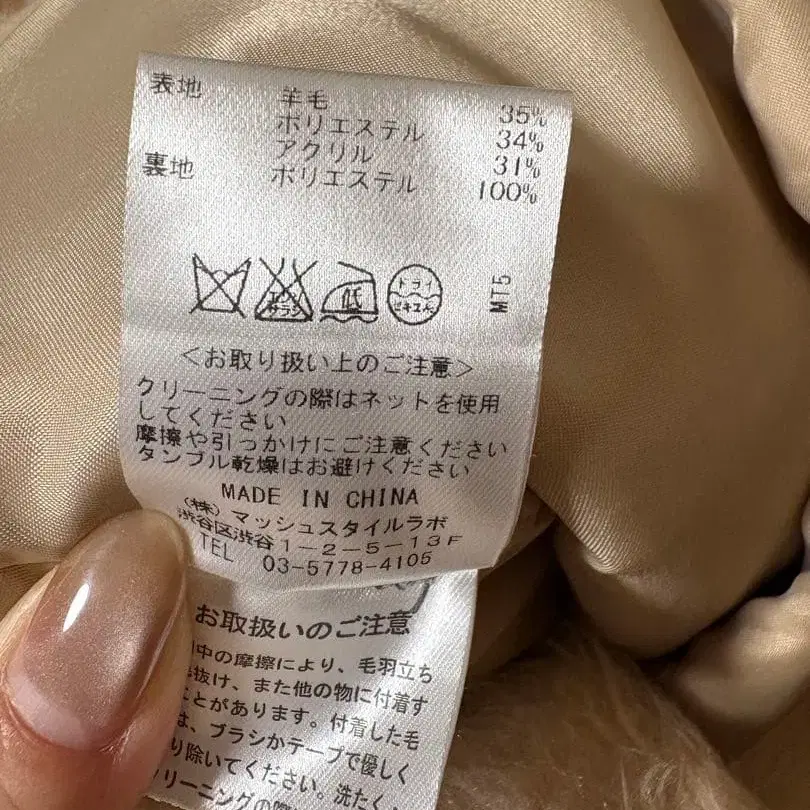 表地 羊毛 35%
ポリエステル 34%
アクリル 31%
裏地 ポリエステル 100%
エンソサラシ 低 ドライ セキユ系 MT5
<お取り扱い上のご注意>
クリーニングの際はネットを使用
してください
摩擦や引っかけにご注意ください
タンブル乾燥はお避けください
MADE IN CHINA
(株)マッシュスタイルラボ
渋谷区渋谷1-2-5-13F
TEL 03-5778-4105
お取扱いのご注意
中の摩擦により、毛羽立ち
抜け、また他の物に付着す
ことがあります。付着した毛
は、ブラシかテープで優しく
り除いてください。洗たく、
クリーニングの際